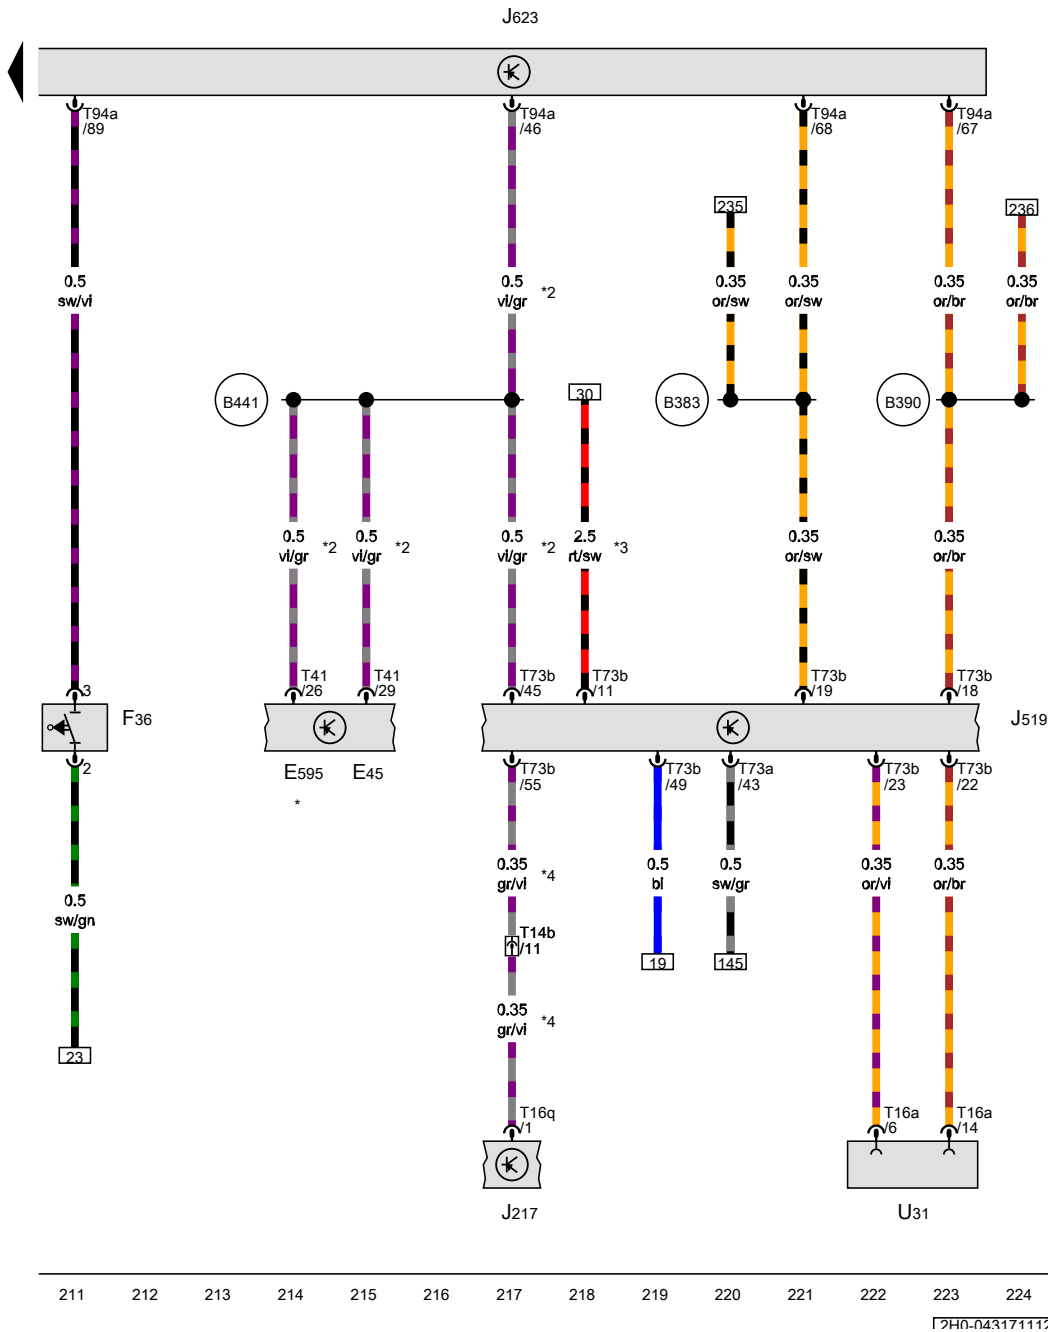 J623
T94a
/89
T94a
/46
T94a
/68
T94a
/67
235
236
0.5
sw/vi
0.5
vi/gr
*2
0.35
or/sw
0.35
or/sw
0.35
or/br
0.35
or/br
B441
30
B383
B390
0.5
vi/gr
*2
0.5
vi/gr
*2
0.5
vi/gr
*2
2.5
rt/sw
*3
0.35
or/sw
0.35
or/br
3
T41
/26
T41
/29
T73b
/45
T73b
/11
T73b
/19
T73b
/18
F36
J519
2
E595
*
E45
T73b
/55
T73b
/49
T73a
/43
T73b
/23
T73b
/22
0.5
sw/gn
0.35
gr/vi
*4
0.5
bl
0.5
sw/gr
0.35
or/vi
0.35
or/br
T14b
/11
19
145
0.35
gr/vi
*4
23
T16q
/1
T16a
/6
T16a
/14
J217
U31
211 212 213 214 215 216 217 218 219 220 221 222 223 224
2H0-043171112